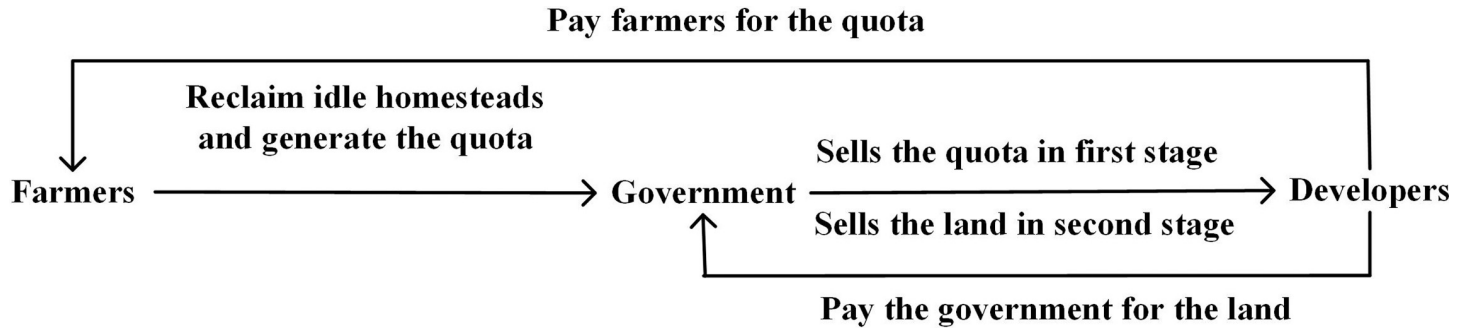 Pay farmers for the quota
Reclaim idle homesteads
and generate the quota
Sells the quota in first stage
Farmers
Government
Developers
Sells the land in second stage
Pay the government for the land